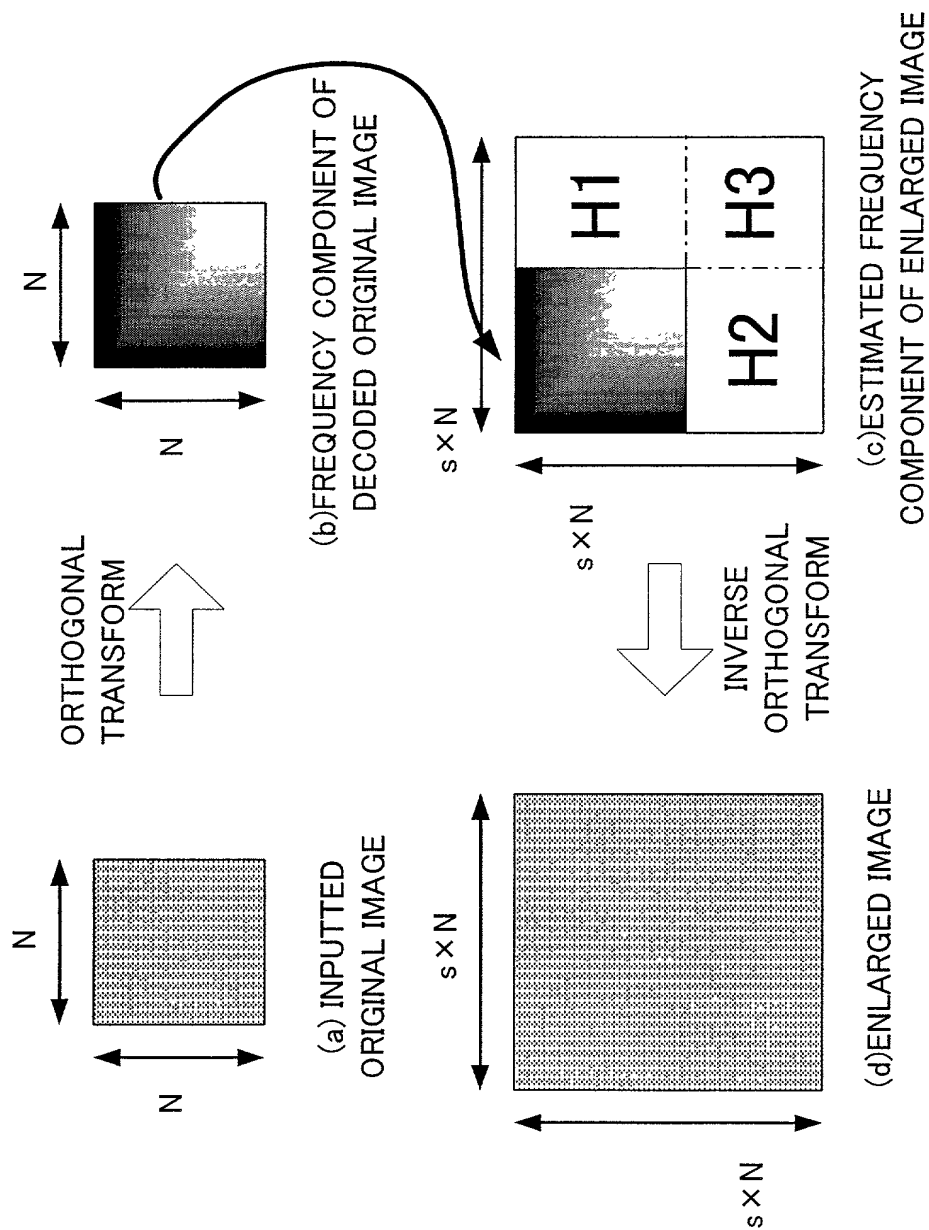 N
N
(a) INPUTTED
ORIGINAL IMAGE
ORTHOGONAL
TRANSFORM
N
N
(b)FREQUENCY COMPONENT OF
DECODED ORIGINAL IMAGE
s×N
s×N
(d)ENLARGED IMAGE
INVERSE
ORTHOGONAL
TRANSFORM
s×N
s×N
H1
H2
H3
(c)ESTIMATED FREQUENCY
COMPONENT OF ENLARGED IMAGE